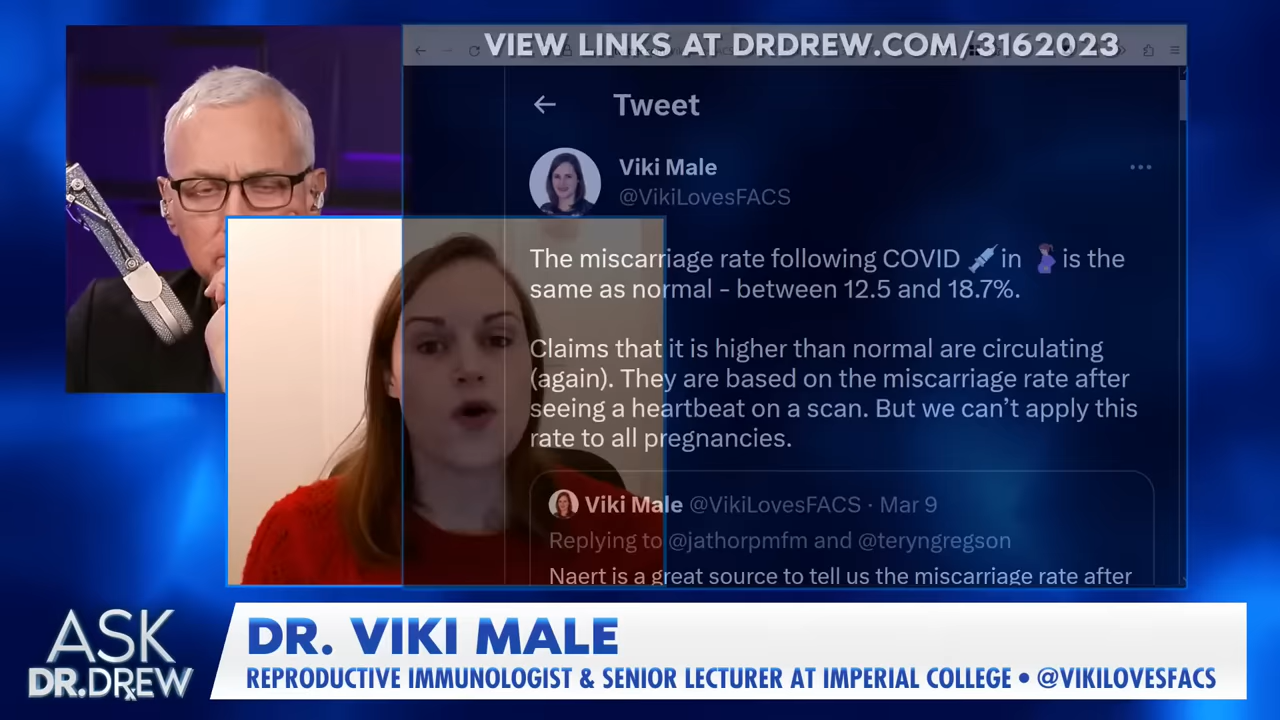 VIEW LINKS AT DRDREW.COM/3162023
Tweet
Viki Male
@VikiLovesFACS
The miscarriage rate following COVID 💉 in 🤰 is the
same as normal - between 12.5 and 18.7%.
Claims that it is higher than normal are circulating
(again). They are based on the miscarriage rate after
seeing a heartbeat on a scan. But we can’t apply this
rate to all pregnancies.
Viki Male @VikiLovesFACS · Mar 9
Replying to @jathorpmfm and @teryngregson
Naert is a great source to tell us the miscarriage rate after
ASK
DR.DREW
DR. VIKI MALE
REPRODUCTIVE IMMUNOLOGIST & SENIOR LECTURER AT IMPERIAL COLLEGE • @VIKILOVESFACS